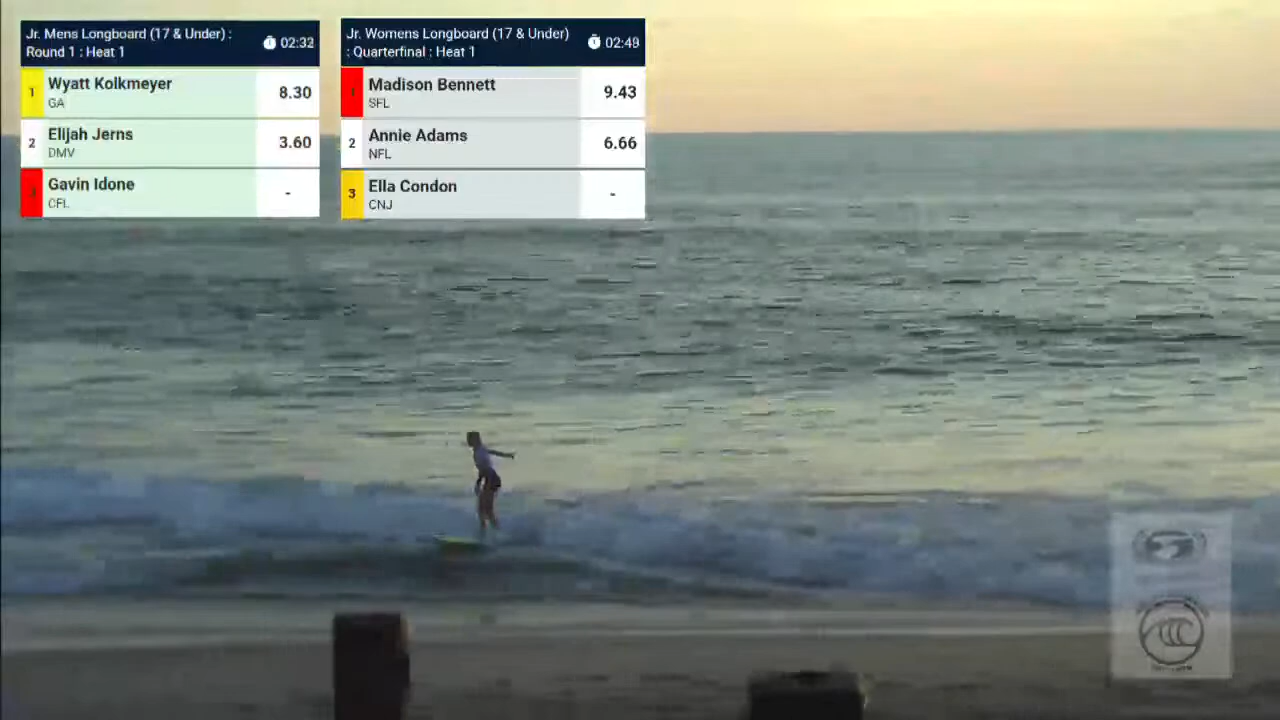 Jr. Mens Longboard (17 & Under) :
Round 1 : Heat 1
02:32
1
Wyatt Kolkmeyer
GA
8.30
2
Elijah Jerns
DMV
3.60
3
Gavin Idone
CFL
-
Jr. Womens Longboard (17 & Under)
: Quarterfinal : Heat 1
02:49
1
Madison Bennett
SFL
9.43
2
Annie Adams
NFL
6.66
3
Ella Condon
CNJ
-